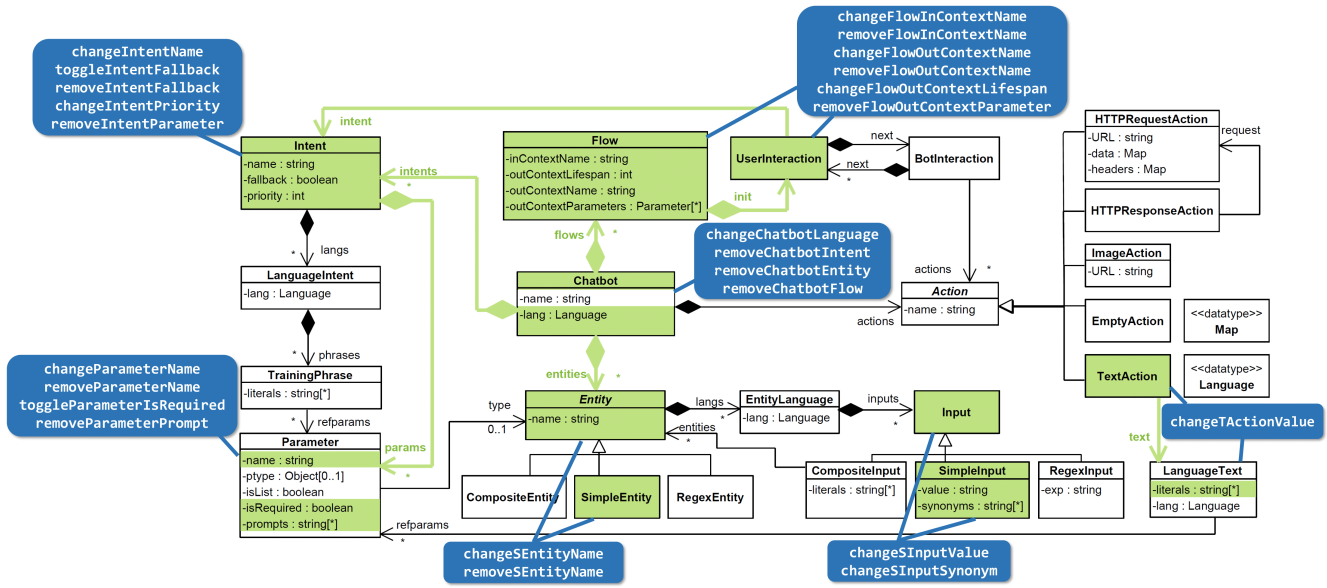 changeFlowInContextName
removeFlowInContextName
changeFlowOutContextName
removeFlowOutContextName
changeFlowOutContextLifespan
removeFlowOutContextParameter
changeIntentName
toggleIntentFallback
removeIntentFallback
changeIntentPriority
removeIntentParameter
intent
Intent
-name : string
-fallback : boolean
-priority : int
intents
*
Flow
-inContextName : string
-outContextLifespan : int
-outContextName : string
-outContextParameters : Parameter[*]
init
UserInteraction
next
*
next
*
BotInteraction
HTTPRequestAction
-URL : string
-data : Map
-headers : Map
request
HTTPResponseAction
flows
*
changeChatbotLanguage
removeChatbotIntent
removeChatbotEntity
removeChatbotFlow
*
langs
LanguageIntent
-lang : Language
Chatbot
-name : string
-lang : Language
actions
*
actions
*
Action
-name : string
ImageAction
-URL : string
EmptyAction
<<datatype>>
Map
*
phrases
TrainingPhrase
-literals : string[*]
changeParameterName
removeParameterName
toggleParameterIsRequired
removeParameterPrompt
entities
*
TextAction
<<datatype>>
Language
*
refparams
type
0..1
Entity
-name : string
langs
*
entities
*
EntityLanguage
-lang : Language
inputs
*
Input
changeTActionValue
text
Parameter
-name : string
-ptype : Object[0..1]
-isList : boolean
-isRequired : boolean
-prompts : string[*]
params
*
CompositeEntity
SimpleEntity
RegexEntity
CompositeInput
-literals : string[*]
SimpleInput
-value : string
-synonyms : string[*]
RegexInput
-exp : string
LanguageText
-literals : string[*]
-lang : Language
refparams
*
changeSEntityName
removeSEntityName
changeSInputValue
changeSInputSynonym